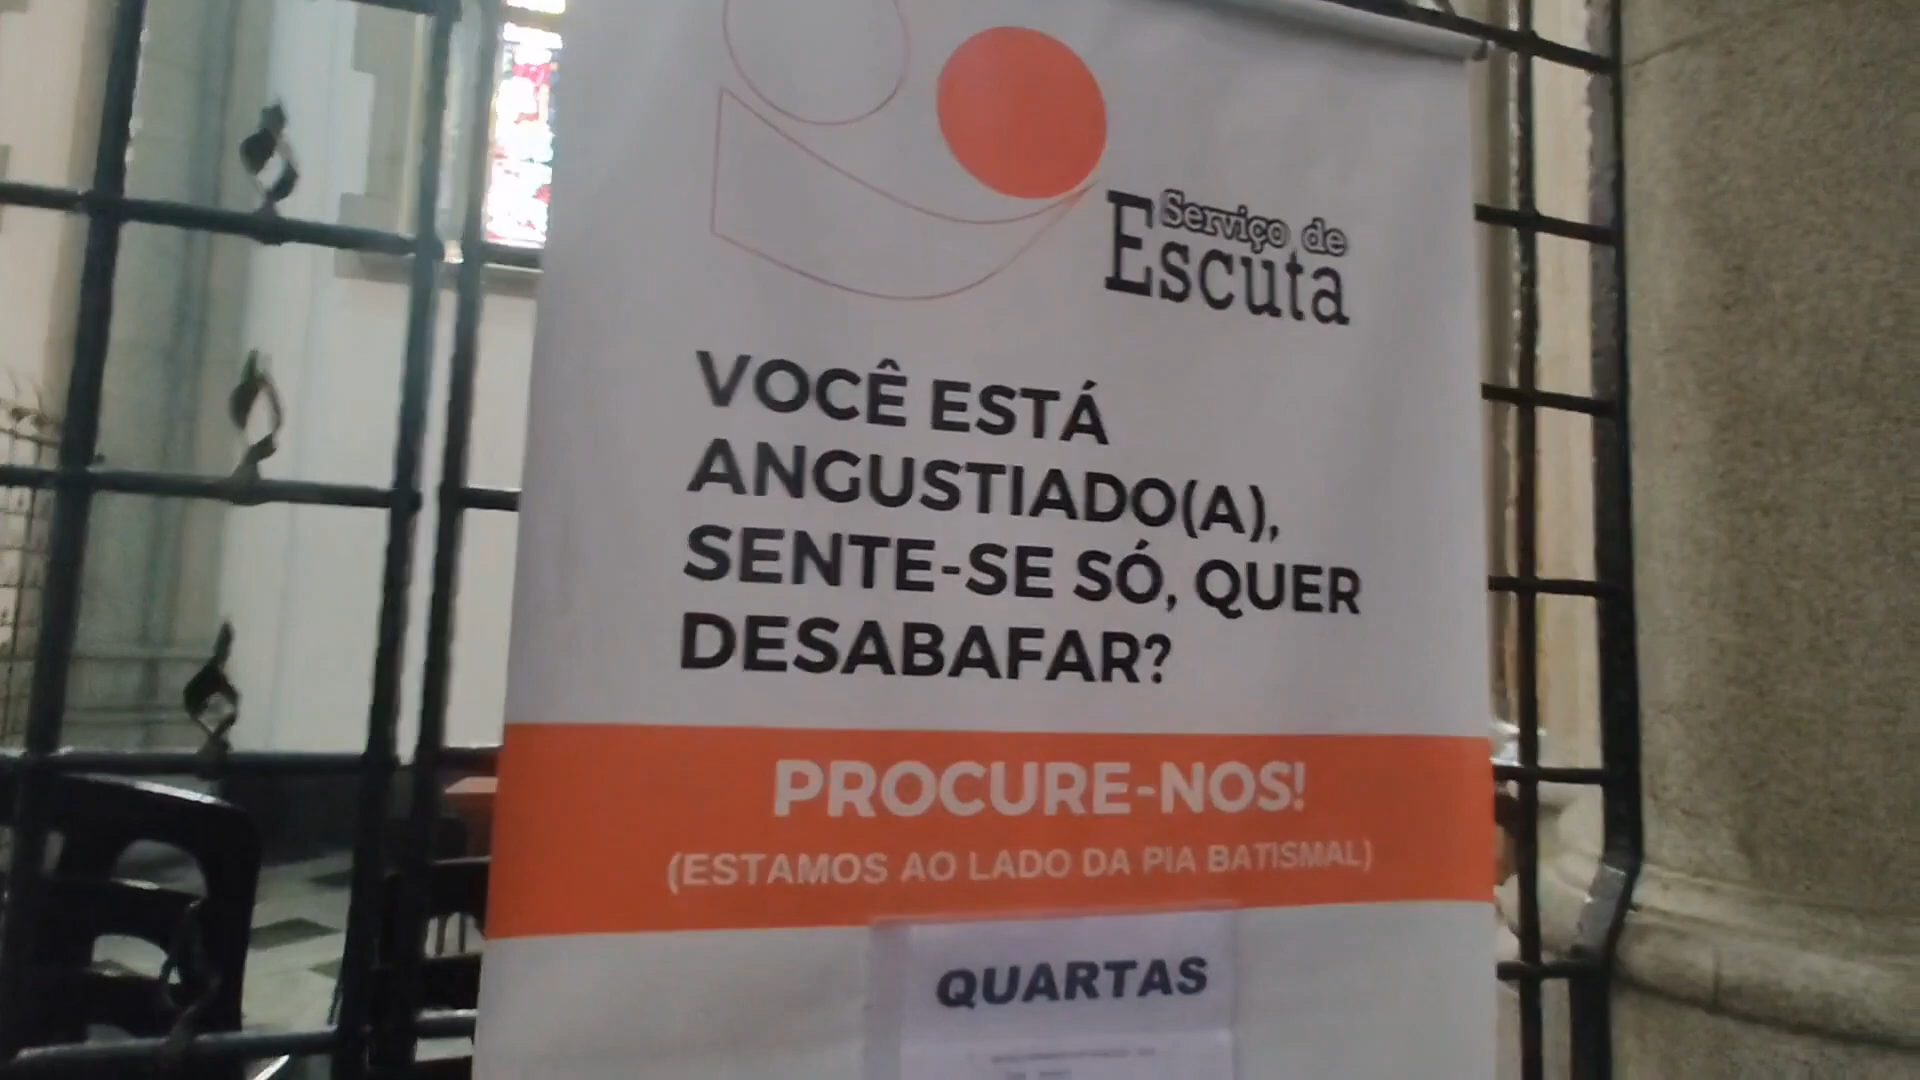 Serviço de
Escuta
VOCÊ ESTÁ
ANGUSTIADO(A),
SENTE-SE SÓ, QUER
DESABAFAR?
PROCURE-NOS!
(ESTAMOS AO LADO DA PIA BATISMAL)
QUARTAS